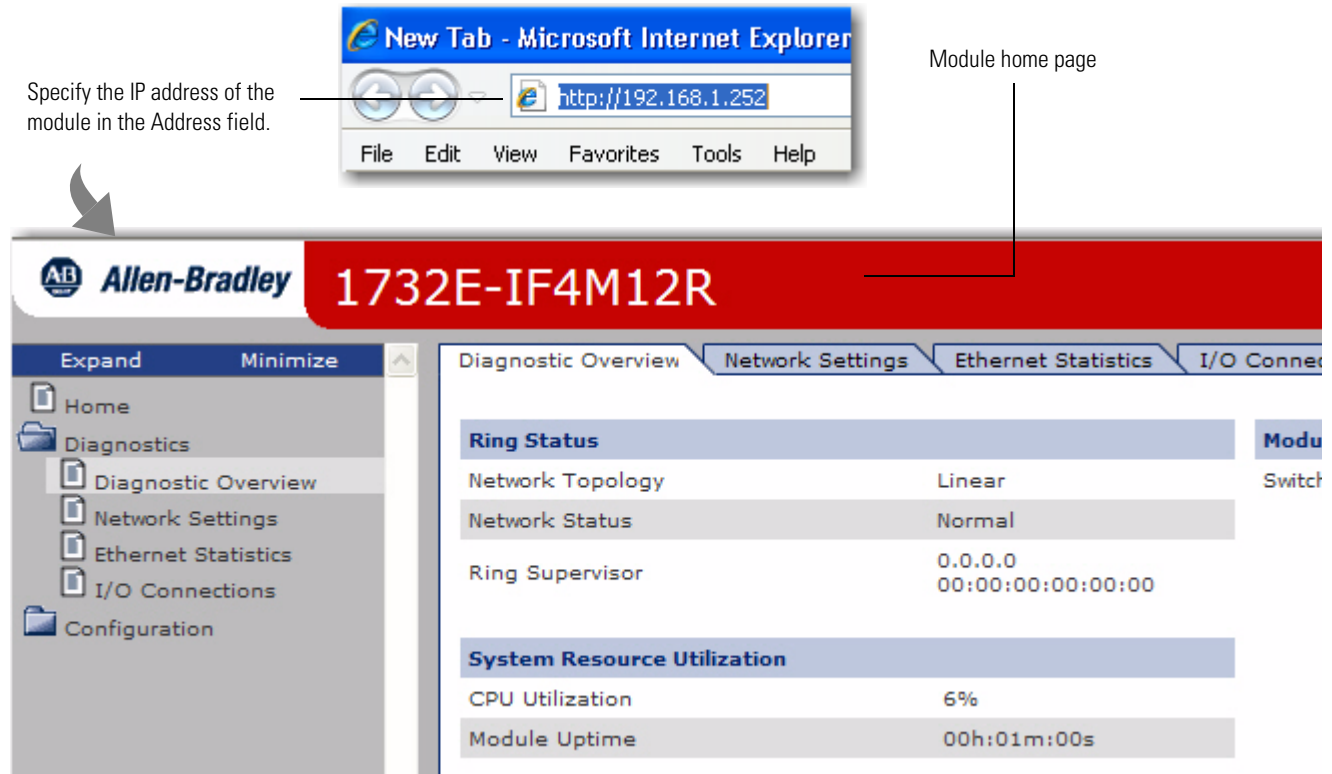 New Tab - Microsoft Internet Explorer
Module home page
Specify the IP address of the
module in the Address field.
http://192.168.1.252
File Edit View Favorites Tools Help
AB Allen-Bradley
1732E-IF4M12R
Expand Minimize
Home
Diagnostics
Diagnostic Overview
Network Settings
Ethernet Statistics
I/O Connections
Configuration
Diagnostic Overview Network Settings Ethernet Statistics I/O Connec
Ring Status
Network Topology Linear
Network Status Normal
Ring Supervisor 0.0.0.0
00:00:00:00:00:00
System Resource Utilization
CPU Utilization 6%
Module Uptime 00h:01m:00s
Modu
Switch